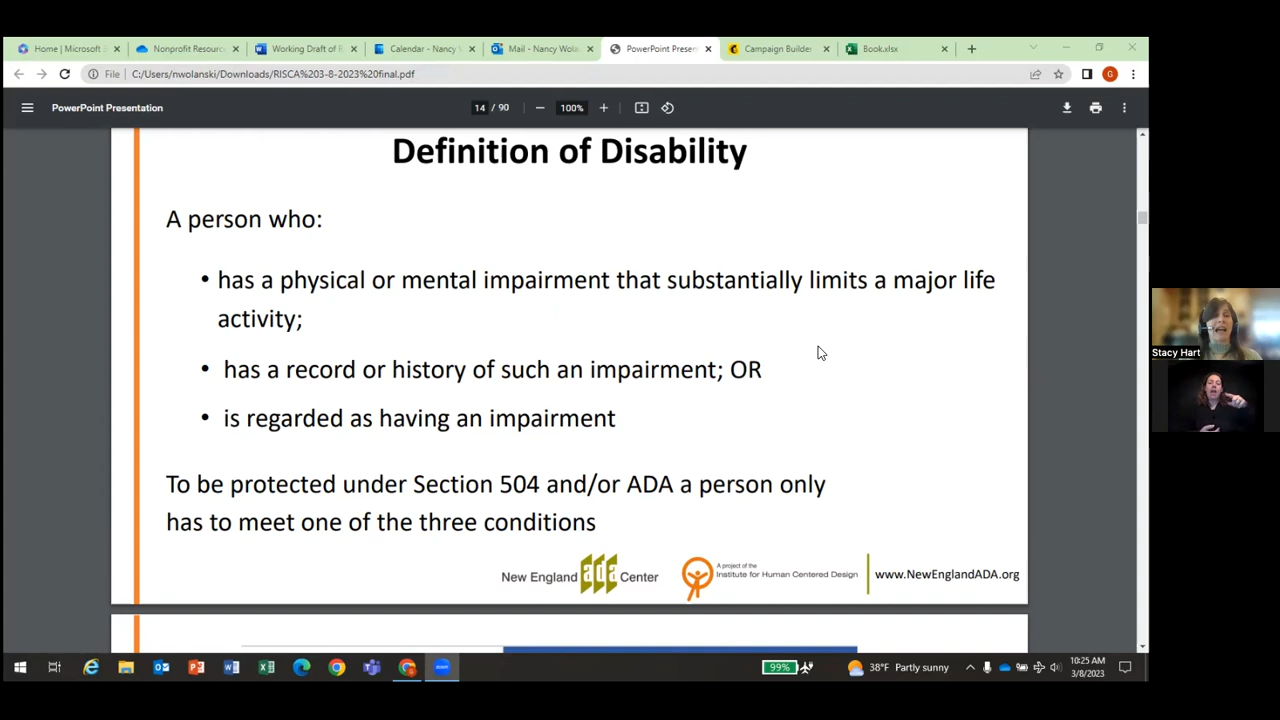 Home | Microsoft
Nonprofit Resourc
Working Draft of R
Calendar - Nancy
Mail - Nancy Wola
PowerPoint Presen
Campaign Builder
Book.xlsx
File
C:/Users/nwolanski/Downloads/RISCA%203-8-2023%20final.pdf
PowerPoint Presentation
14 / 90
100%
Definition of Disability
A person who:
• has a physical or mental impairment that substantially limits a major life
activity;
• has a record or history of such an impairment; OR
• is regarded as having an impairment
To be protected under Section 504 and/or ADA a person only
has to meet one of the three conditions
New England ada Center
A project of the
Institute for Human Centered Design
www.NewEnglandADA.org
Stacy Hart
99%
38°F Partly sunny
10:25 AM
3/8/2023